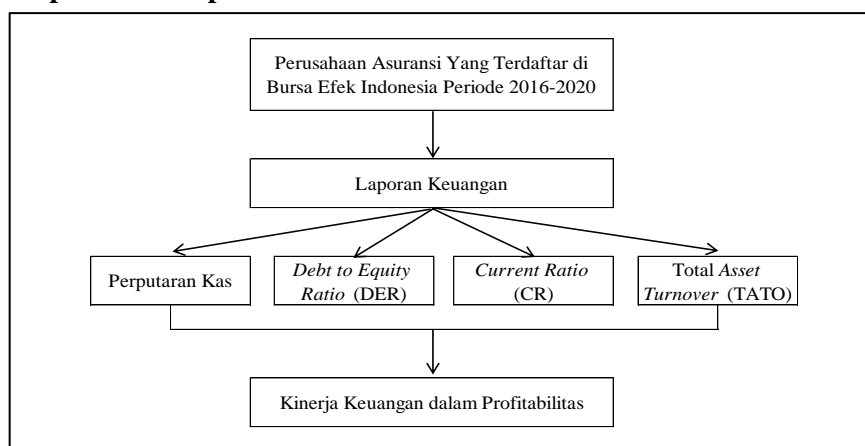 Perusahaan Asuransi Yang Terdaftar di
Bursa Efek Indonesia Periode 2016-2020
Laporan Keuangan
Perputaran Kas
Debt to Equity
Ratio (DER)
Current Ratio
(CR)
Total Asset
Turnover (TATO)
Kinerja Keuangan dalam Profitabilitas